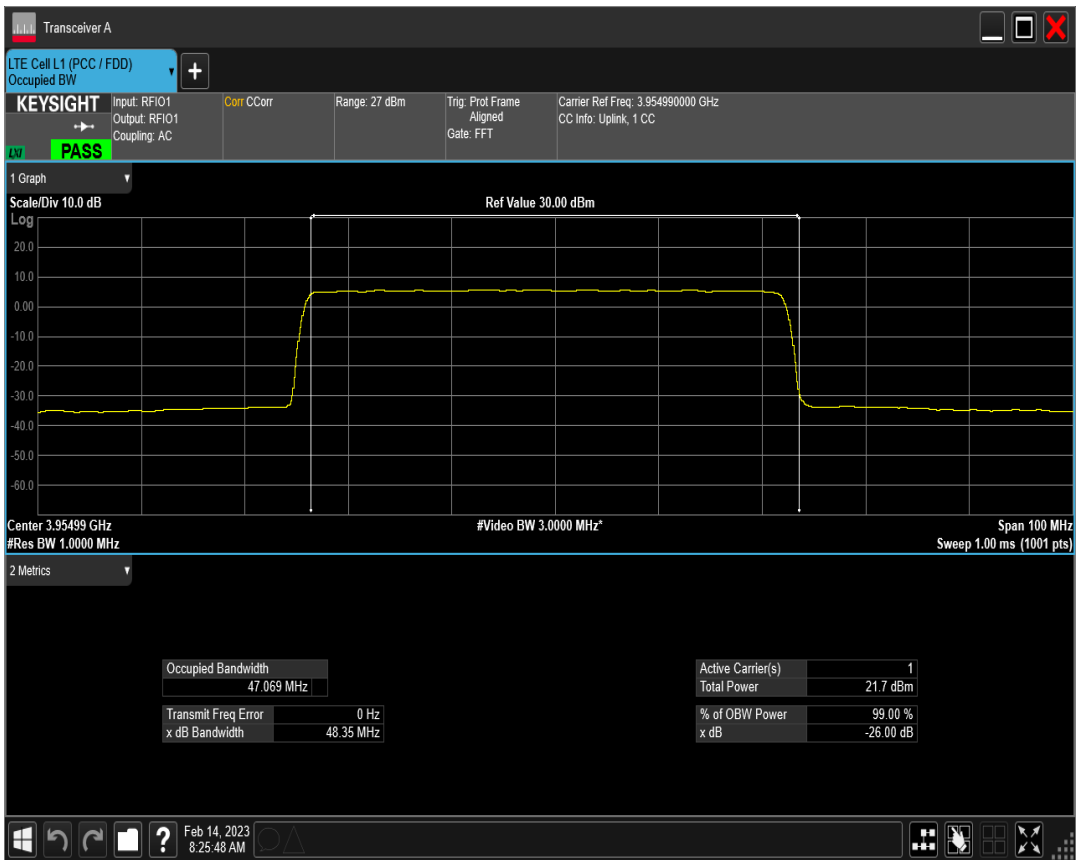 Transceiver A
LTE Cell L1 (PCC / FDD)
Occupied BW
+
KEYSIGHT
LXI
PASS
Input: RFIO1
Output: RFIO1
Coupling: AC
Corr CCorr
Range: 27 dBm
Trig: Prot Frame
Aligned
Gate: FFT
Carrier Ref Freq: 3.954990000 GHz
CC Info: Uplink, 1 CC
1 Graph
Scale/Div 10.0 dB
Ref Value 30.00 dBm
Log
20.0
10.0
0.00
-10.0
-20.0
-30.0
-40.0
-50.0
-60.0
Center 3.95499 GHz
#Video BW 3.0000 MHz*
Span 100 MHz
#Res BW 1.0000 MHz
Sweep 1.00 ms (1001 pts)
2 Metrics
Occupied Bandwidth
47.069 MHz
Transmit Freq Error 0 Hz
x dB Bandwidth 48.35 MHz
Active Carrier(s) 1
Total Power 21.7 dBm
% of OBW Power 99.00 %
x dB -26.00 dB
?
Feb 14, 2023
8:25:48 AM